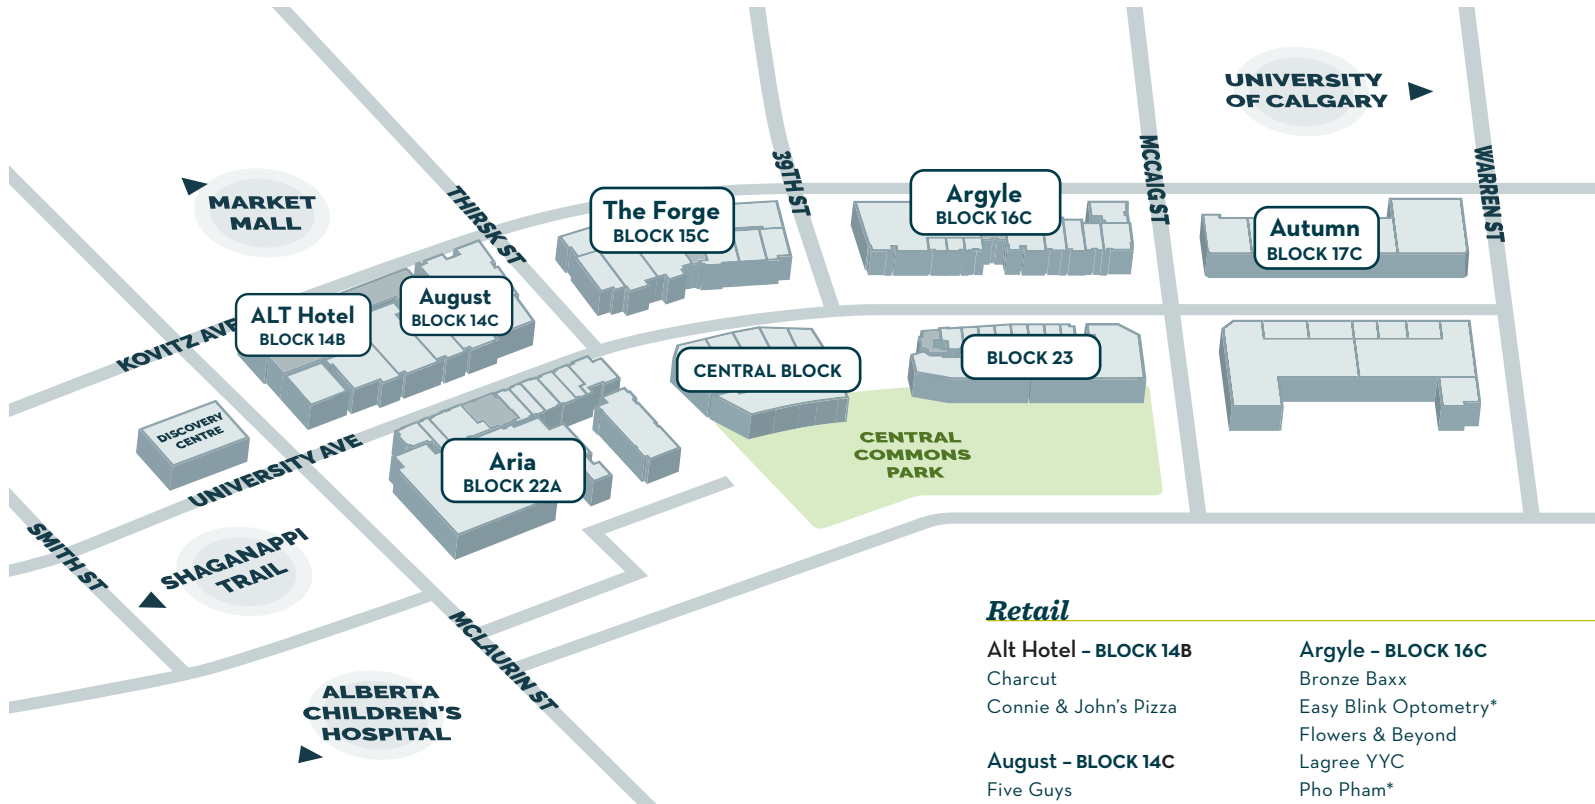 UNIVERSITY
OF CALGARY
MARKET
MALL
THIRSK ST
39TH ST
MCCAIG ST
WARREN ST
The Forge
BLOCK 15C
Argyle
BLOCK 16C
Autumn
BLOCK 17C
August
BLOCK 14C
ALT Hotel
BLOCK 14B
KOVITZ AVE
CENTRAL BLOCK
BLOCK 23
DISCOVERY
CENTRE
UNIVERSITY AVE
Aria
BLOCK 22A
CENTRAL
COMMONS
PARK
SMITH ST
SHAGANAPPI
TRAIL
MCLAURIN ST
ALBERTA
CHILDREN'S
HOSPITAL
Retail
Alt Hotel – BLOCK 14B
Charcut
Connie & John's Pizza
August – BLOCK 14C
Five Guys
Argyle – BLOCK 16C
Bronze Baxx
Easy Blink Optometry*
Flowers & Beyond
Lagree YYC
Pho Pham*